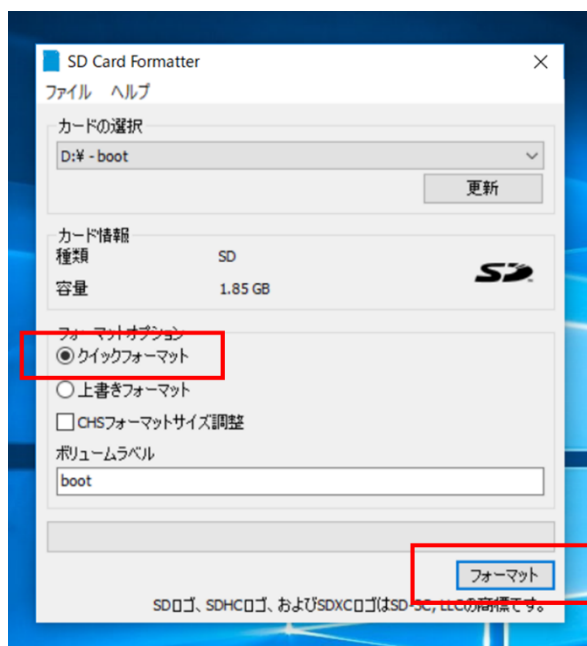 SD Card Formatter
ファイル ヘルプ
カードの選択
D:¥ - boot
更新
カード情報
種類 SD
容量 1.85 GB
SD
フォーマットオプション
クイックフォーマット
上書きフォーマット
CHSフォーマットサイズ調整
ボリュームラベル
boot
フォーマット
SDロゴ、SDHCロゴ、およびSDXCロゴはSD-3C, LLCの商標です。